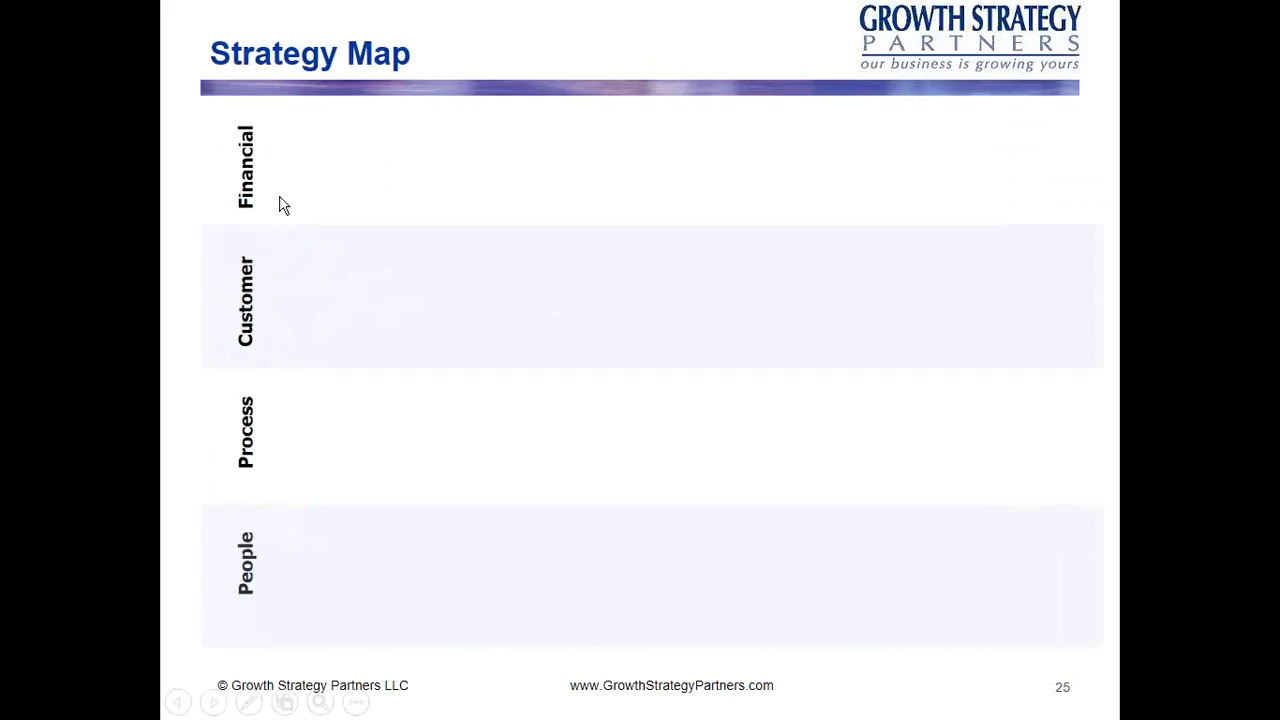 GROWTH STRATEGY
PARTNERS
our business is growing yours
Strategy Map
Financial
Customer
Process
People
© Growth Strategy Partners LLC
www.GrowthStrategyPartners.com
25